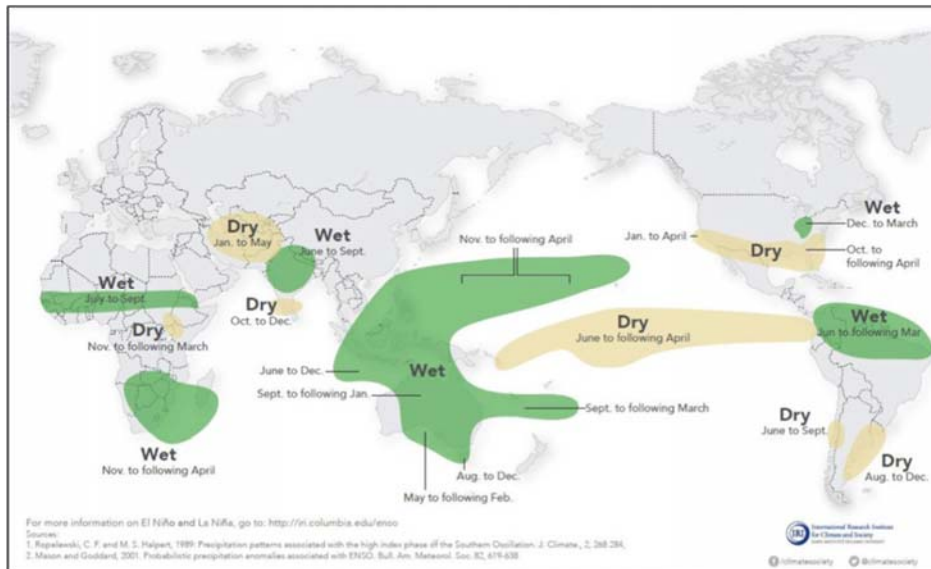 Wet
Dec. to March
Jan. to April
Dry
Oct. to
following April
Nov. to following April
Dry
Jan. to May
Wet
June to Sept.
Wet
July to Sept.
Dry
Oct. to Dec.
Dry
Nov. to following March
Dry
June to following April
Wet
Jun to following Mar
June to Dec.
Wet
Sept. to following Jan.
Sept. to following March
Dry
June to Sept.
Wet
Nov. to following April
Aug. to Dec.
May to following Feb.
Dry
Aug. to Dec.
For more information on El Niño and La Niña, go to: http://iri.columbia.edu/enso
Sources:
1. Ropelewski, C. F. and M. S. Halpert, 1989: Precipitation patterns associated with the high index phase of the Southern Oscillation. J. Climate., 2, 268-284.
2. Mason and Goddard, 2001. Probabilistic precipitation anomalies associated with ENSO. Bull. Am. Meteorol. Soc. 82, 619-638
IRI
International Research Institute
for Climate and Society
/climatesociety
@climatesociety